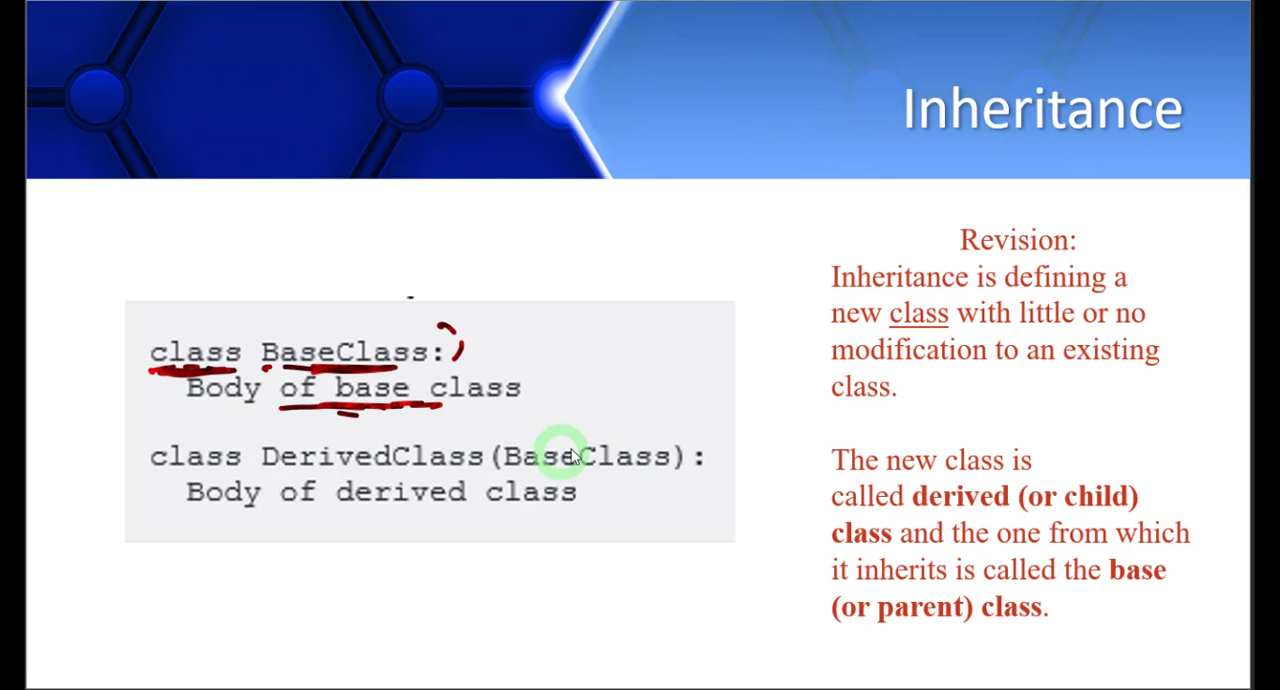 Inheritance
class BaseClass:
Body of base class
class DerivedClass(BaseClass):
Body of derived class
Revision:
Inheritance is defining a
new class with little or no
modification to an existing
class.
The new class is
called derived (or child)
class and the one from which
it inherits is called the base
(or parent) class.